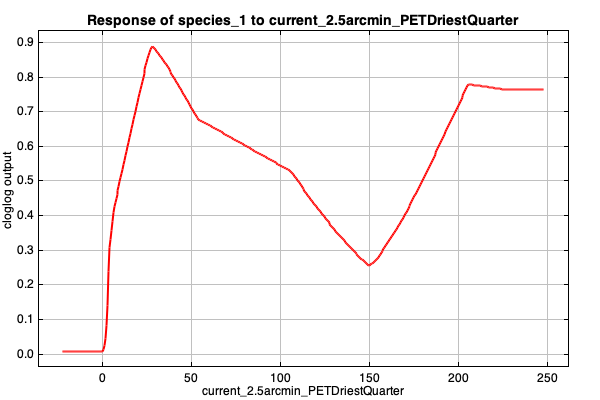 Response of species_1 to current_2.5arcmin_PETDriestQuarter
cloglog output
0.9
0.8
0.7
0.6
0.5
0.4
0.3
0.2
0.1
0.0
0 50 100 150 200 250
current_2.5arcmin_PETDriestQuarter